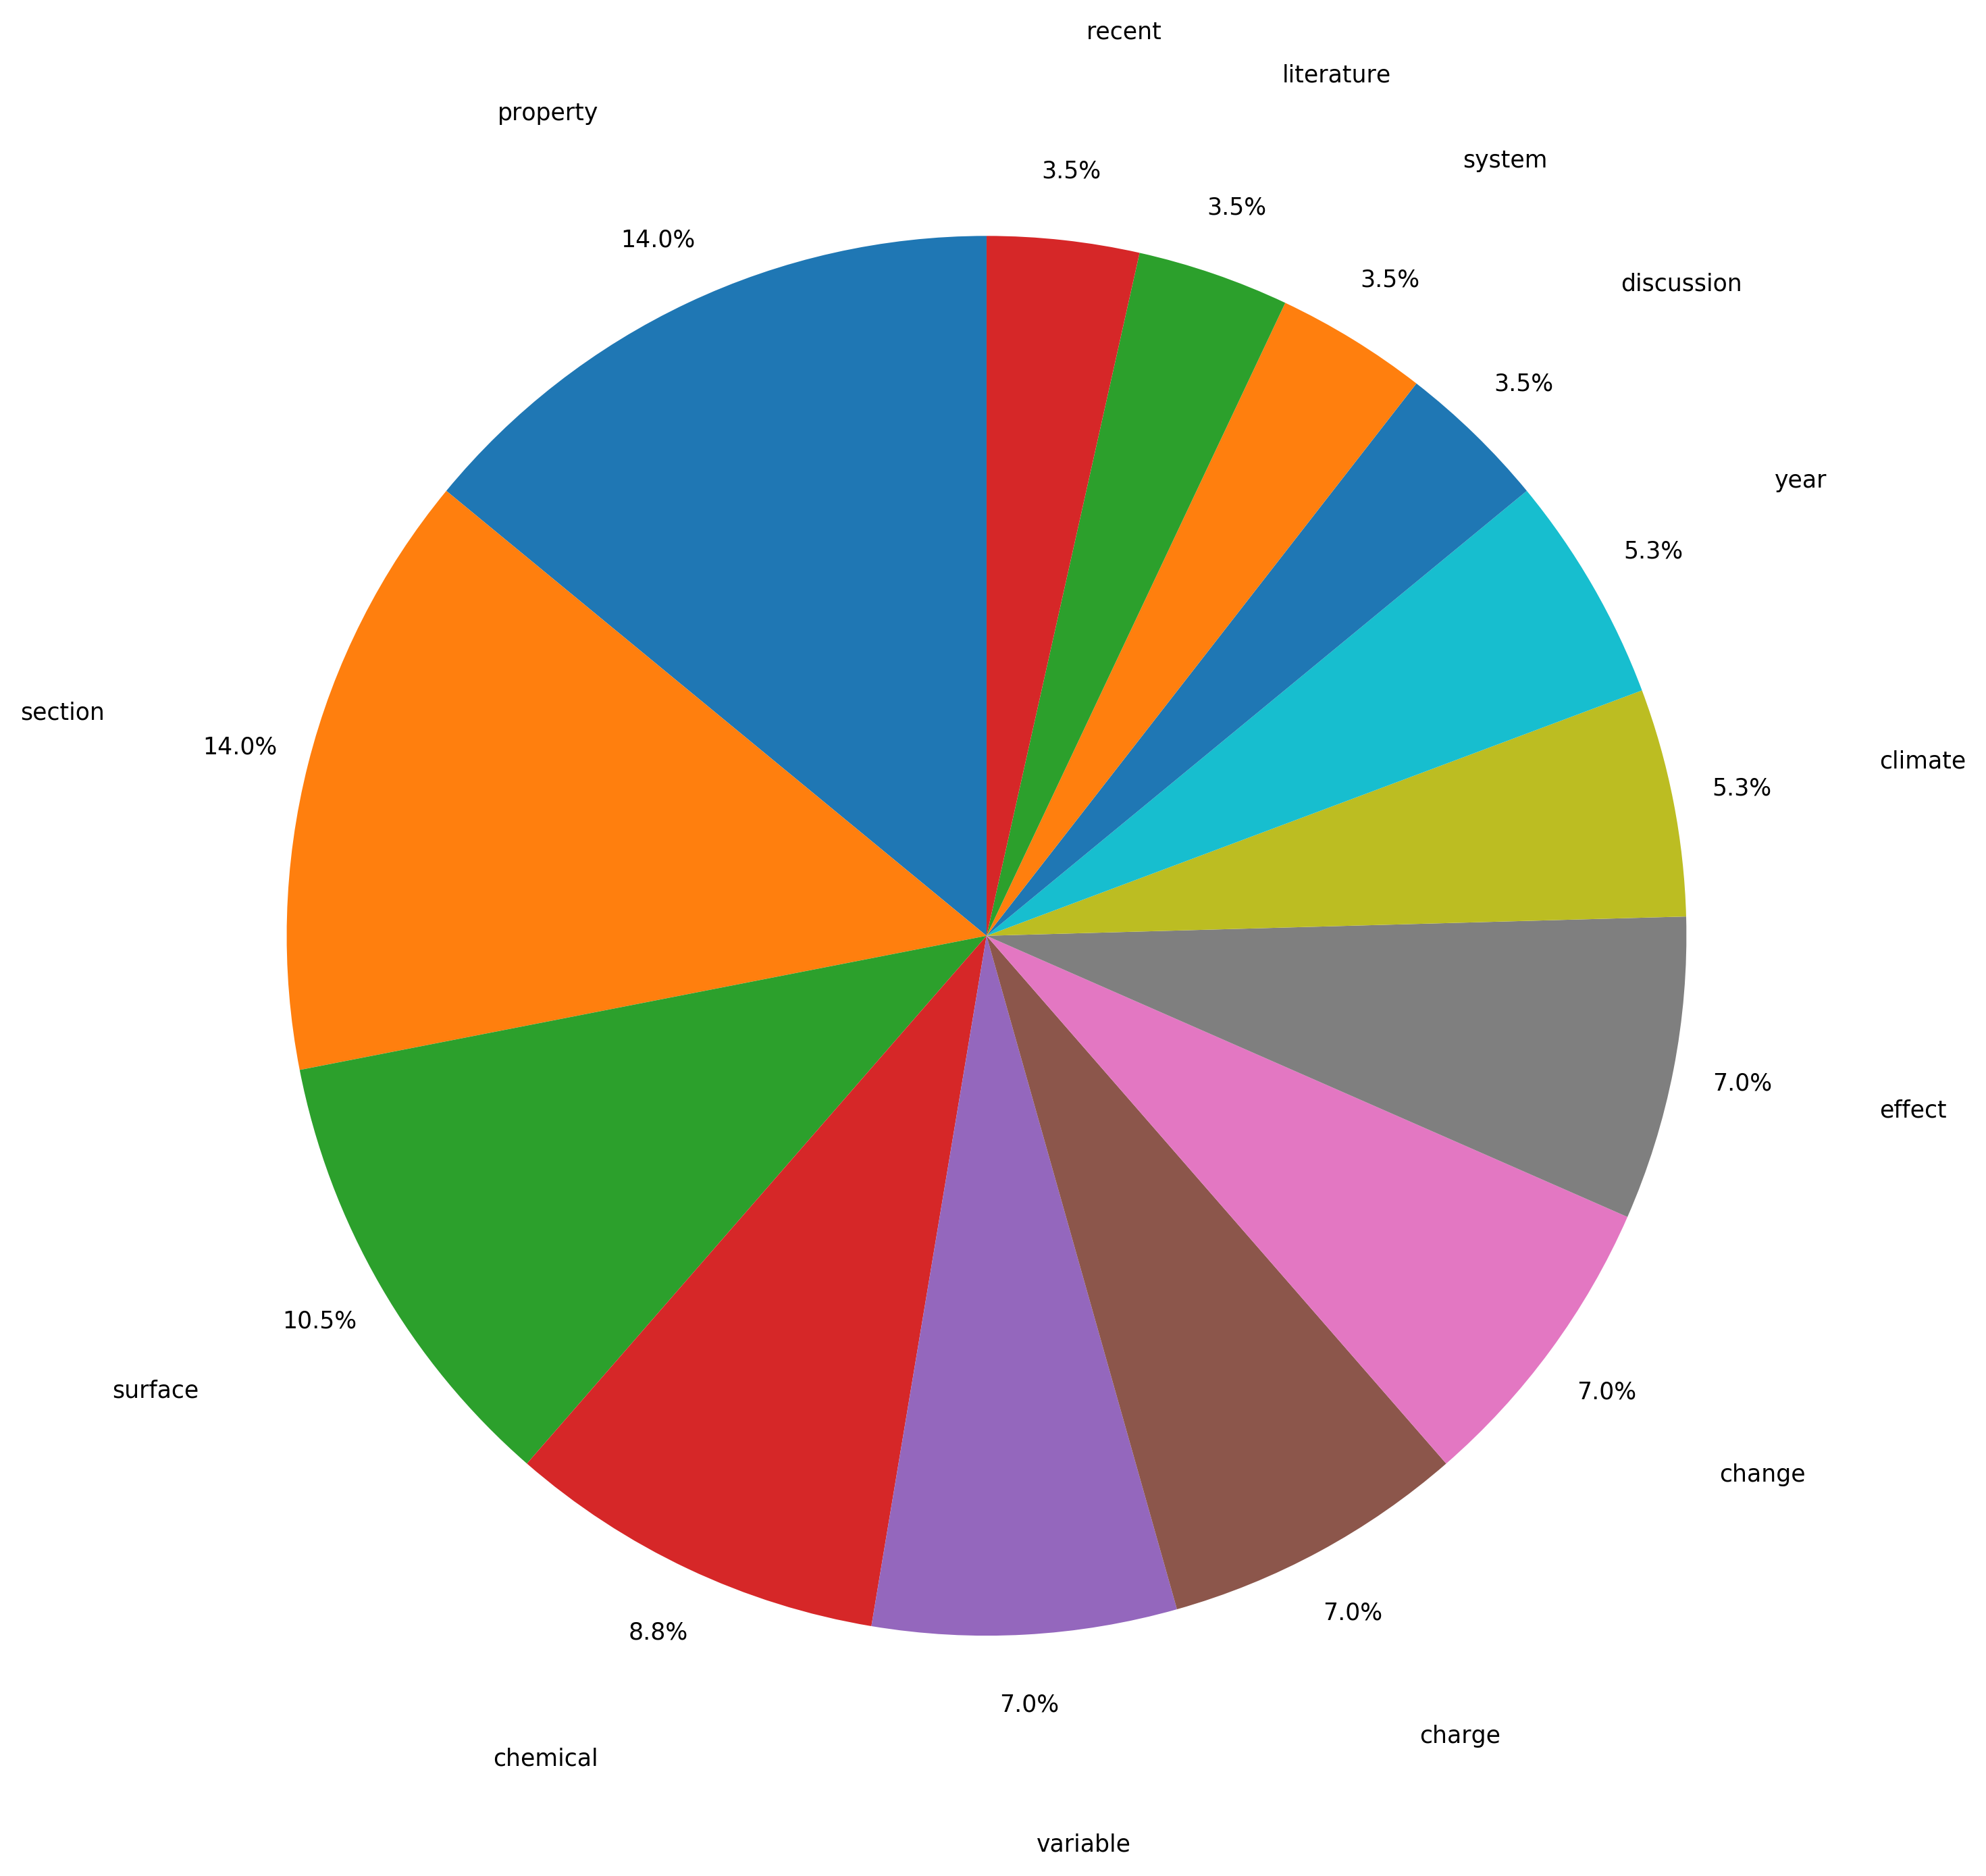 recent
literature
property
system
3.5%
3.5%
14.0%
3.5%
discussion
3.5%
year
5.3%
section
14.0%
climate
5.3%
7.0%
effect
10.5%
surface
7.0%
change
8.8%
7.0%
7.0%
charge
chemical
variable